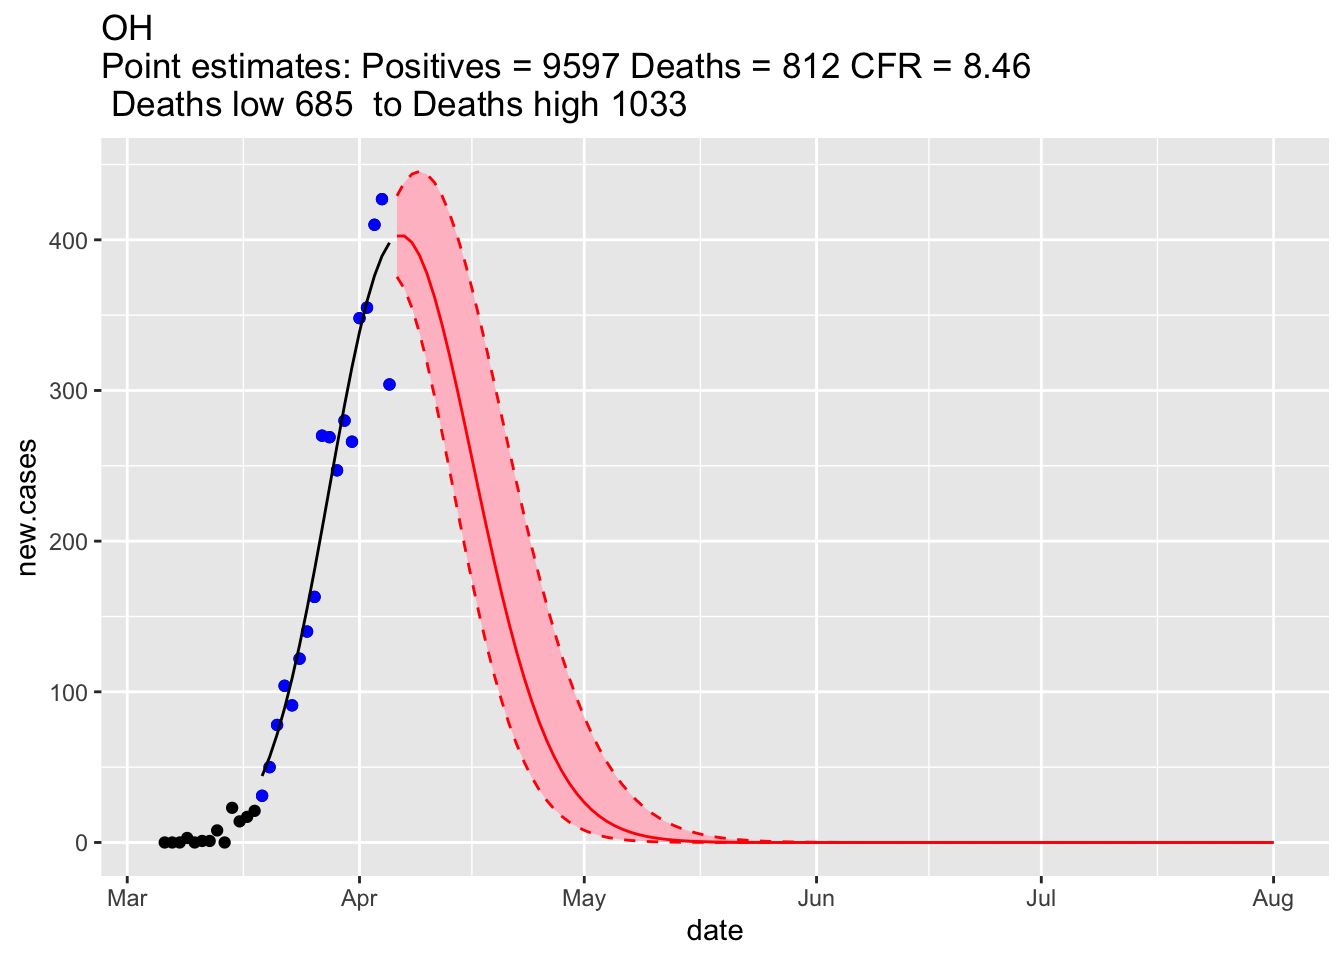 OH
Point estimates: Positives = 9597 Deaths = 812 CFR = 8.46
Deaths low 685  to Deaths high 1033
new.cases
400
300
200
100
0
Mar Apr May Jun Jul Aug
date